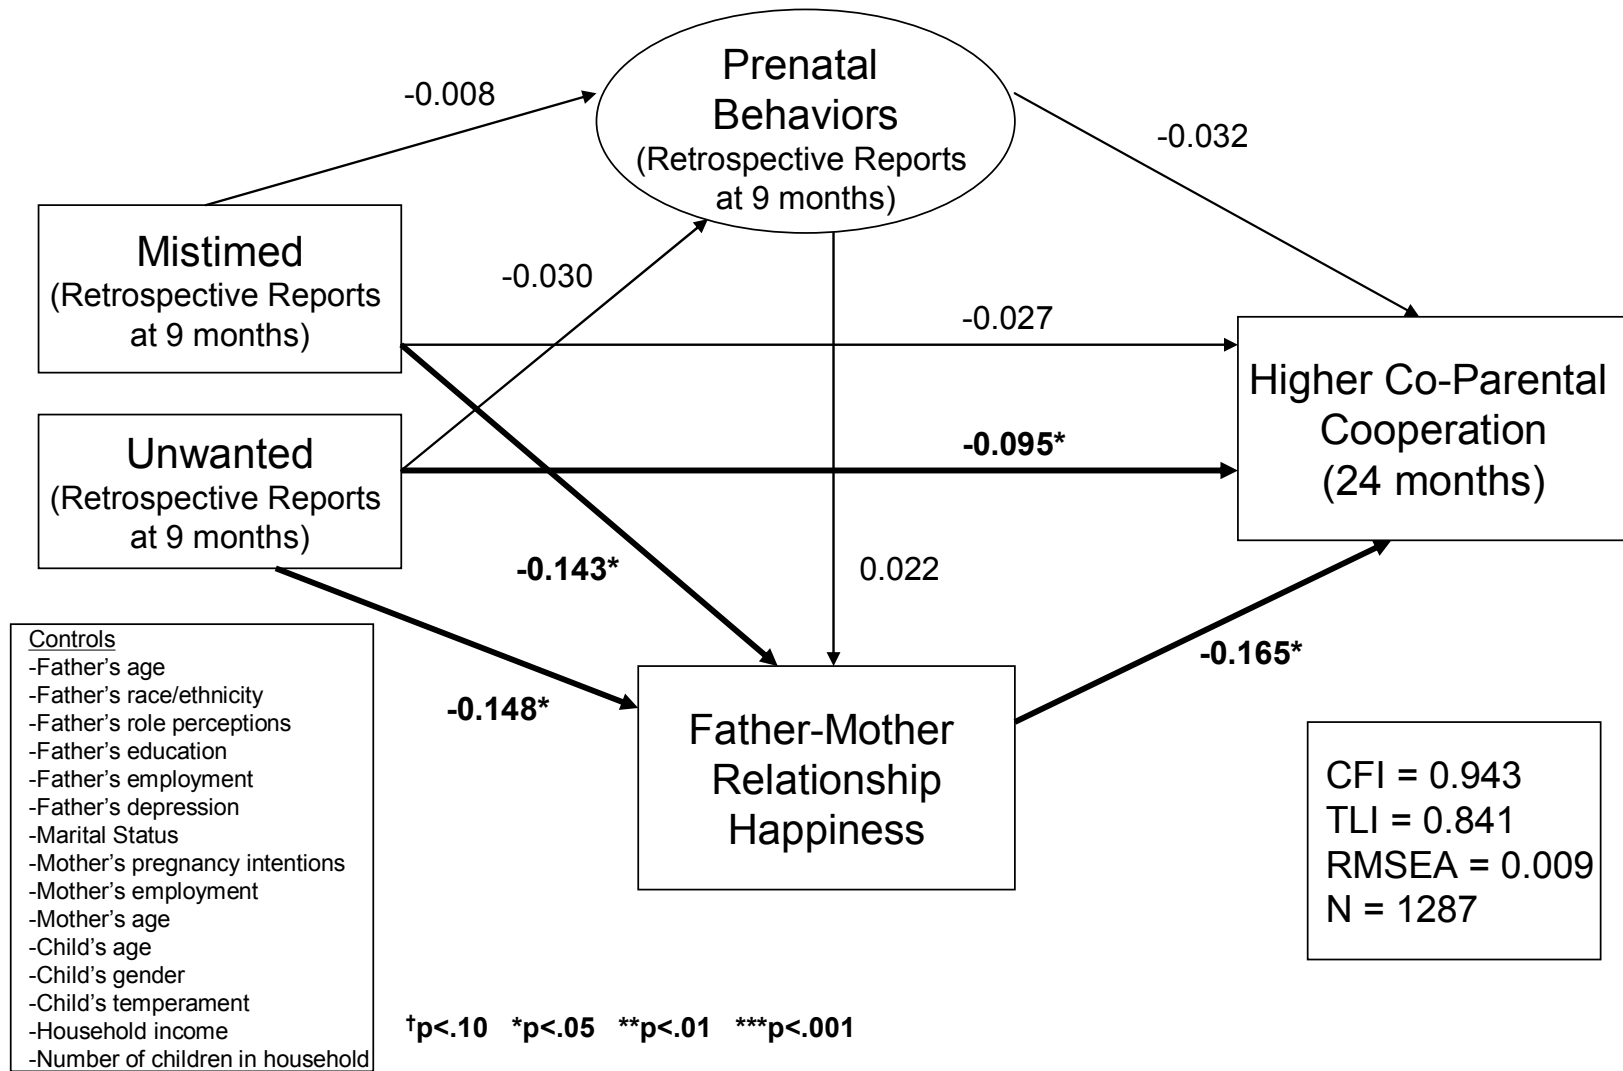 Prenatal
Behaviors
(Retrospective Reports
at 9 months)
-0.008
-0.032
Mistimed
(Retrospective Reports
at 9 months)
-0.030
-0.027
Higher Co-Parental
Cooperation
(24 months)
Unwanted
(Retrospective Reports
at 9 months)
-0.095*
-0.143*
0.022
-0.148*
-0.165*
Father-Mother
Relationship
Happiness
Controls
-Father’s age
-Father’s race/ethnicity
-Father’s role perceptions
-Father’s education
-Father’s employment
-Father’s depression
-Marital Status
-Mother’s pregnancy intentions
-Mother’s employment
-Mother’s age
-Child’s age
-Child’s gender
-Child’s temperament
-Household income
-Number of children in household
CFI = 0.943
TLI = 0.841
RMSEA = 0.009
N = 1287
†p<.10 *p<.05 **p<.01 ***p<.001